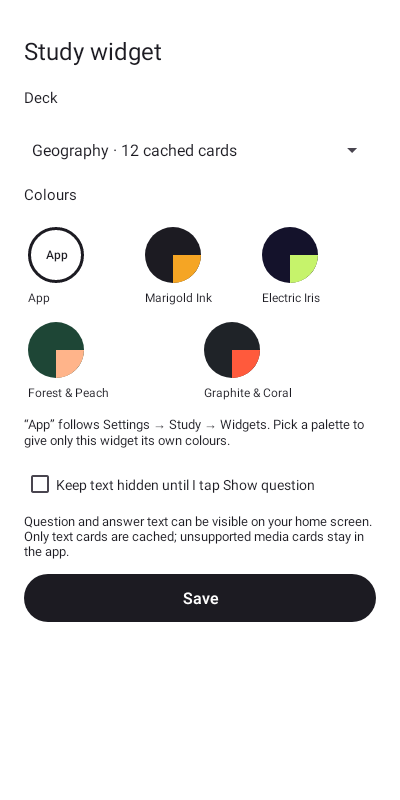 Study widget
Deck
Geography · 12 cached cards
Colours
App
App
Marigold Ink
Electric Iris
Forest & Peach
Graphite & Coral
“App” follows Settings → Study → Widgets. Pick a palette to
give only this widget its own colours.
Keep text hidden until I tap Show question
Question and answer text can be visible on your home screen.
Only text cards are cached; unsupported media cards stay in
the app.
Save